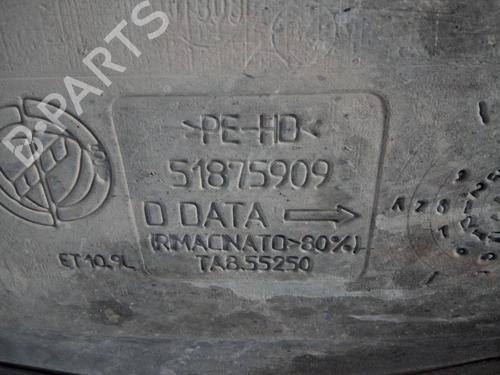 B-PARTS
>PE-HD<
51875909
D DATA
(RIMACINATO>80%)
ET10.9L
TA8.55250